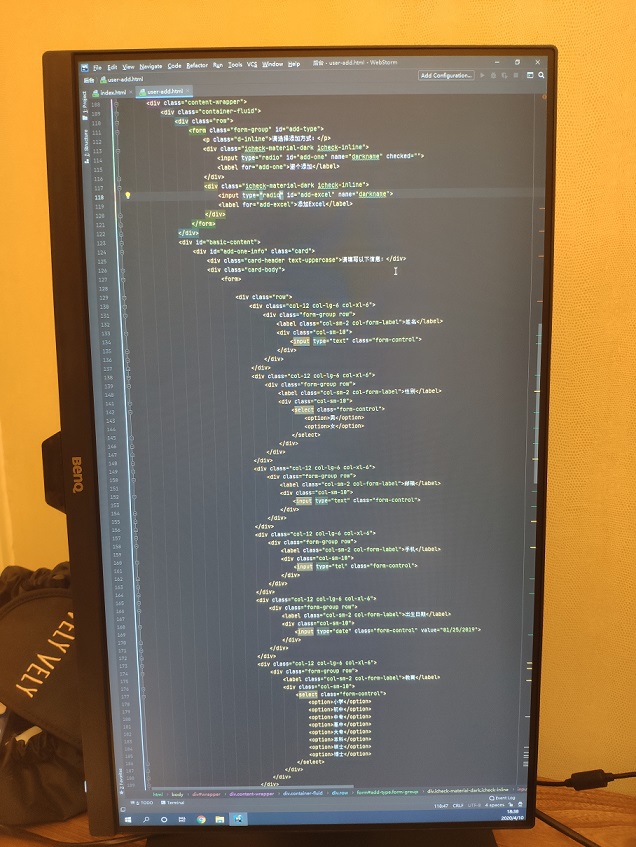 File Edit View Navigate Code Refactor Run Tools VCS Window Help 后台 - user-add.html - WebStorm
后台 user-add.html Add Configuration...
index.html user-add.html
<div class="content-wrapper">
<div class="container-fluid">
<div class="row">
<form class="form-group" id="add-type">
<p class="d-inline">请选择添加方式：</p>
<div class="icheck-material-dark icheck-inline">
<input type="radio" id="add-one" name="darkname" checked="">
<label for="add-one">逐个添加</label>
</div>
<div class="icheck-material-dark icheck-inline">
118 <input type="radio" id="add-excel" name="darkname">
<label for="add-excel">添加Excel</label>
</div>
</form>
</div>
<div id="basic-content">
<div id="add-one-info" class="card">
<div class="card-header text-uppercase">请填写以下信息：</div>
<div class="card-body">
<form>
<div class="row">
<div class="col-12 col-lg-6 col-xl-6">
<div class="form-group row">
<label class="col-sm-2 col-form-label">姓名</label>
<div class="col-sm-10">
<input type="text" class="form-control">
</div>
</div>
</div>
<div class="col-12 col-lg-6 col-xl-6">
<div class="form-group row">
<label class="col-sm-2 col-form-label">性别</label>
<div class="col-sm-10">
<select class="form-control">
<option>男</option>
<option>女</option>
</select>
</div>
</div>
</div>
<div class="col-12 col-lg-6 col-xl-6">
<div class="form-group row">
<label class="col-sm-2 col-form-label">邮箱</label>
<div class="col-sm-10">
<input type="text" class="form-control">
</div>
</div>
</div>
<div class="col-12 col-lg-6 col-xl-6">
<div class="form-group row">
<label class="col-sm-2 col-form-label">手机</label>
<div class="col-sm-10">
<input type="tel" class="form-control">
</div>
</div>
</div>
<div class="col-12 col-lg-6 col-xl-6">
<div class="form-group row">
<label class="col-sm-2 col-form-label">出生日期</label>
<div class="col-sm-10">
<input type="date" class="form-control" value="01/25/2019">
</div>
</div>
</div>
<div class="col-12 col-lg-6 col-xl-6">
<div class="form-group row">
<label class="col-sm-2 col-form-label">教育</label>
<div class="col-sm-10">
<select class="form-control">
<option>小学</option>
<option>初中</option>
<option>中专</option>
<option>高中</option>
<option>大专</option>
<option>本科</option>
<option>硕士</option>
<option>博士</option>
</select>
</div>
</div>
</div>
html body div#wrapper div.content-wrapper div.container-fluid div.row form#add-type.form-group div.icheck-material-dark.icheck-inline
TODO Terminal Event Log
118:47 CRLF UTF-8 4 spaces
2020/4/10
BenQ
VELY VELY